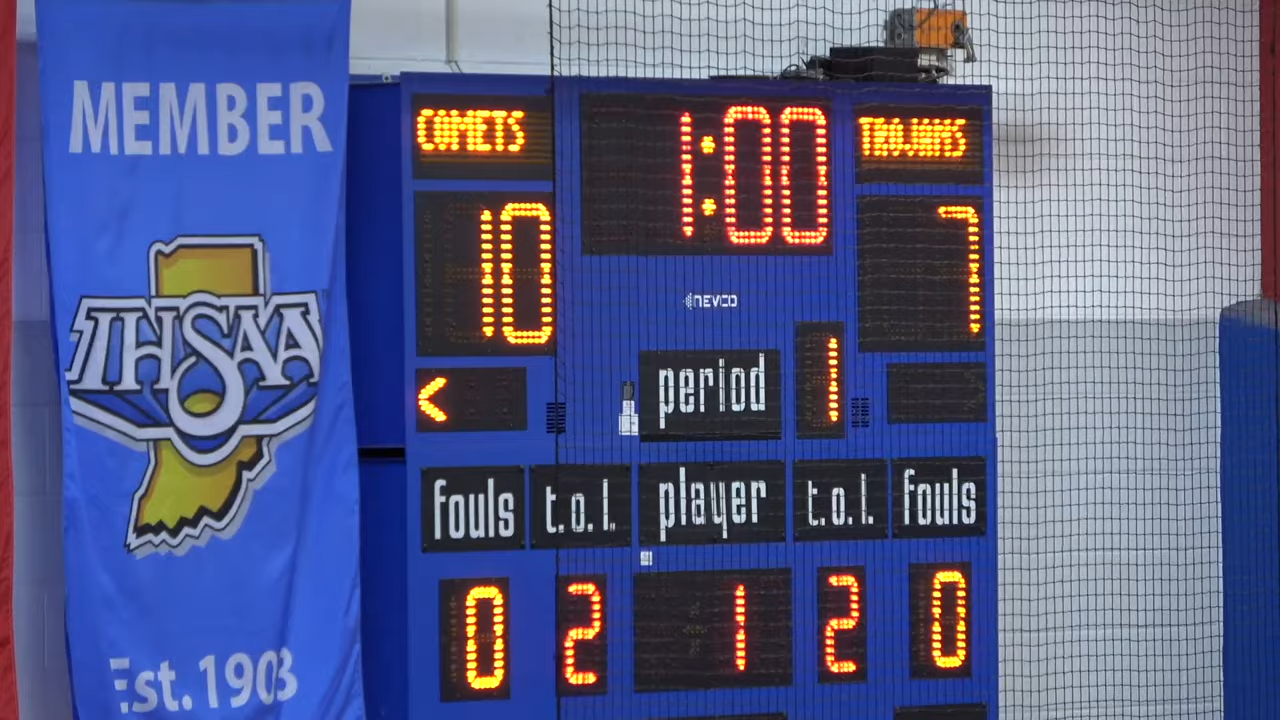 MEMBER
IHSAA
Est. 1903
COMETS 1:00 TROJANS
10 7
NEVCO
< period 1
fouls t.o.l. player t.o.l. fouls
0 2 1 2 0